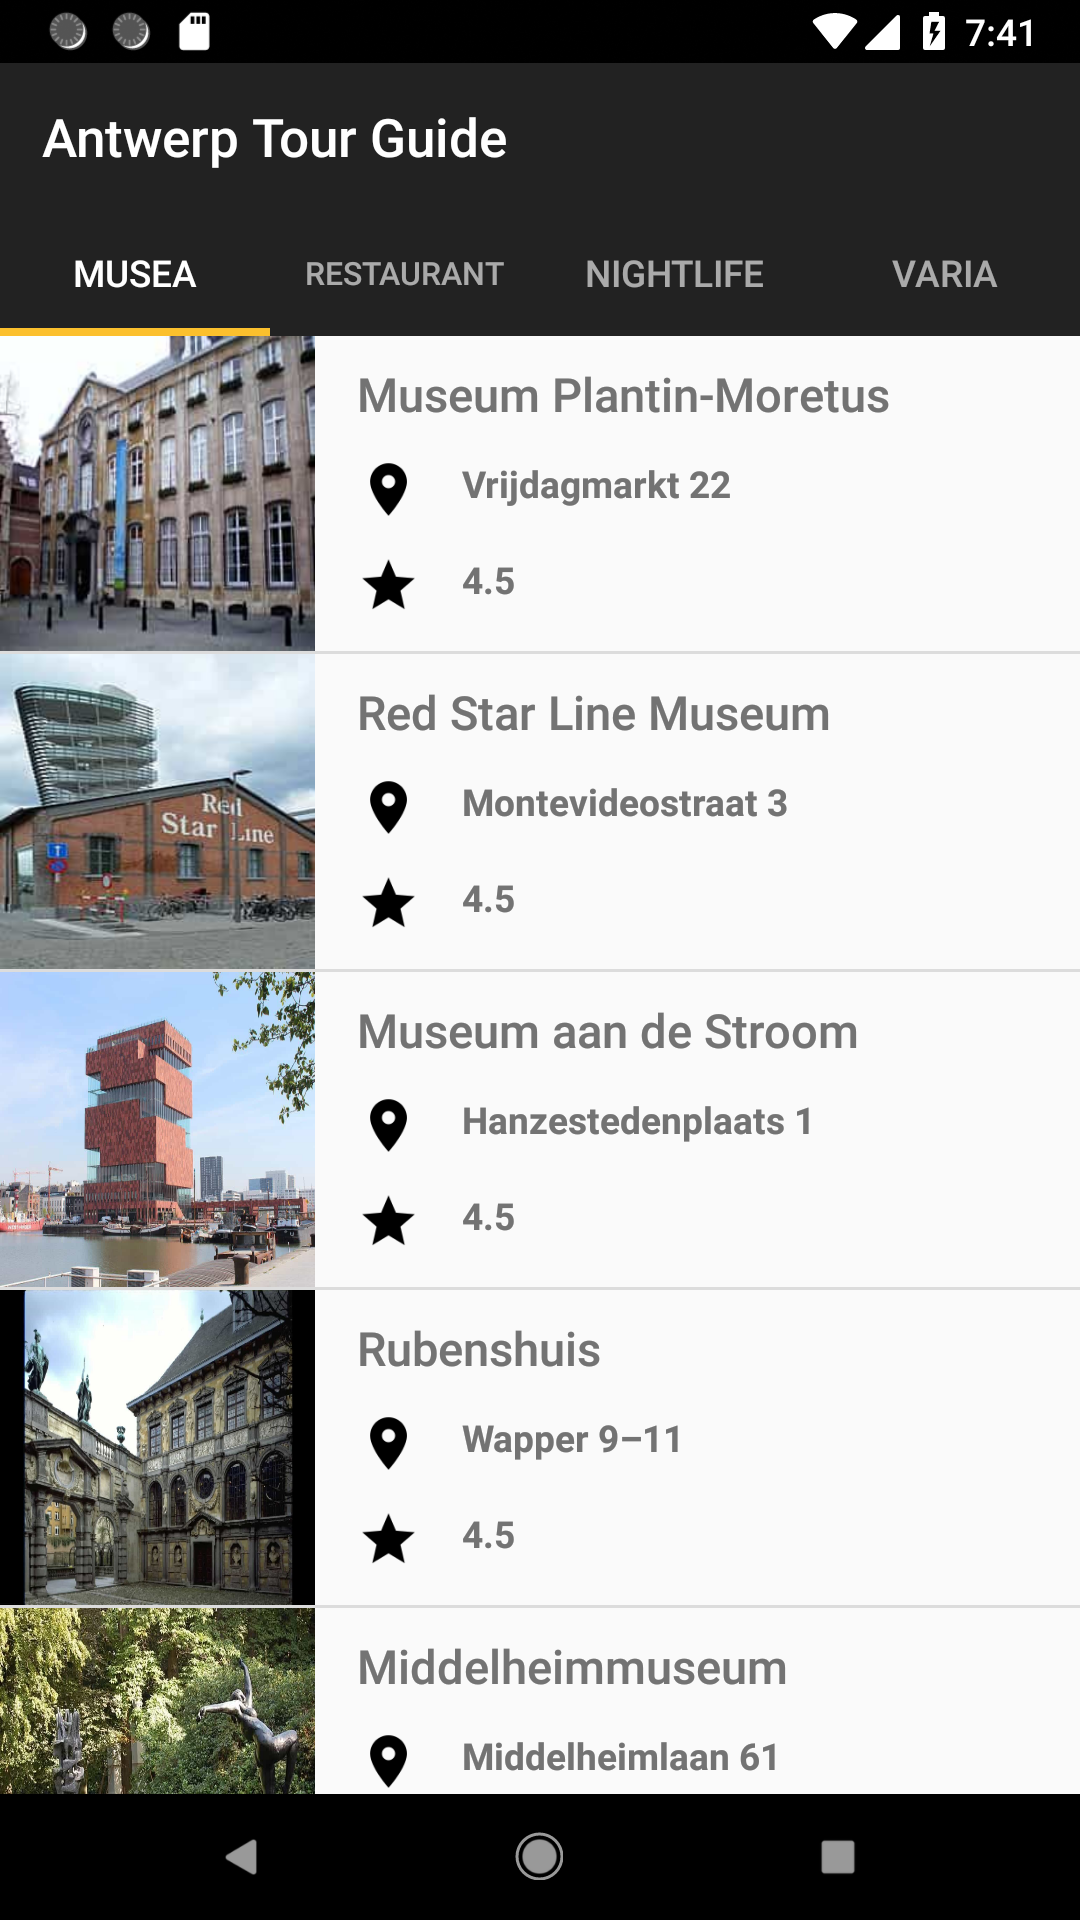 7:41
Antwerp Tour Guide
MUSEA
RESTAURANT
NIGHTLIFE
VARIA
Museum Plantin-Moretus
Vrijdagmarkt 22
4.5
Red
Star Line
Red Star Line Museum
Montevideostraat 3
4.5
Museum aan de Stroom
Hanzestedenplaats 1
4.5
Rubenshuis
Wapper 9–11
4.5
Middelheimmuseum
Middelheimlaan 61